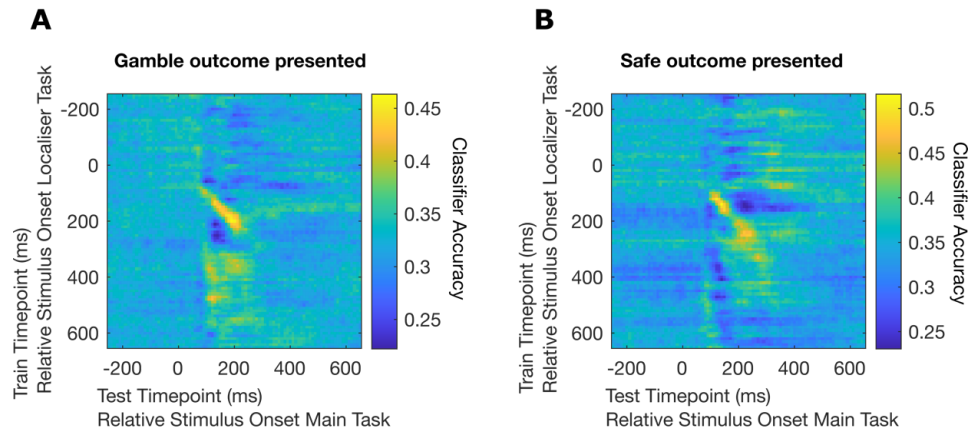 A
Gamble outcome presented
Train Timepoint (ms)
Relative Stimulus Onset Localiser Task
-200
0
200
400
600
-200 0 200 400 600
Test Timepoint (ms)
Relative Stimulus Onset Main Task
0.45
0.4
0.35
0.3
0.25
Classifier Accuracy
B
Safe outcome presented
Train Timepoint (ms)
Relative Stimulus Onset Localizer Task
-200
0
200
400
600
-200 0 200 400 600
Test Timepoint (ms)
Relative Stimulus Onset Main Task
0.5
0.45
0.4
0.35
0.3
0.25
Classifier Accuracy